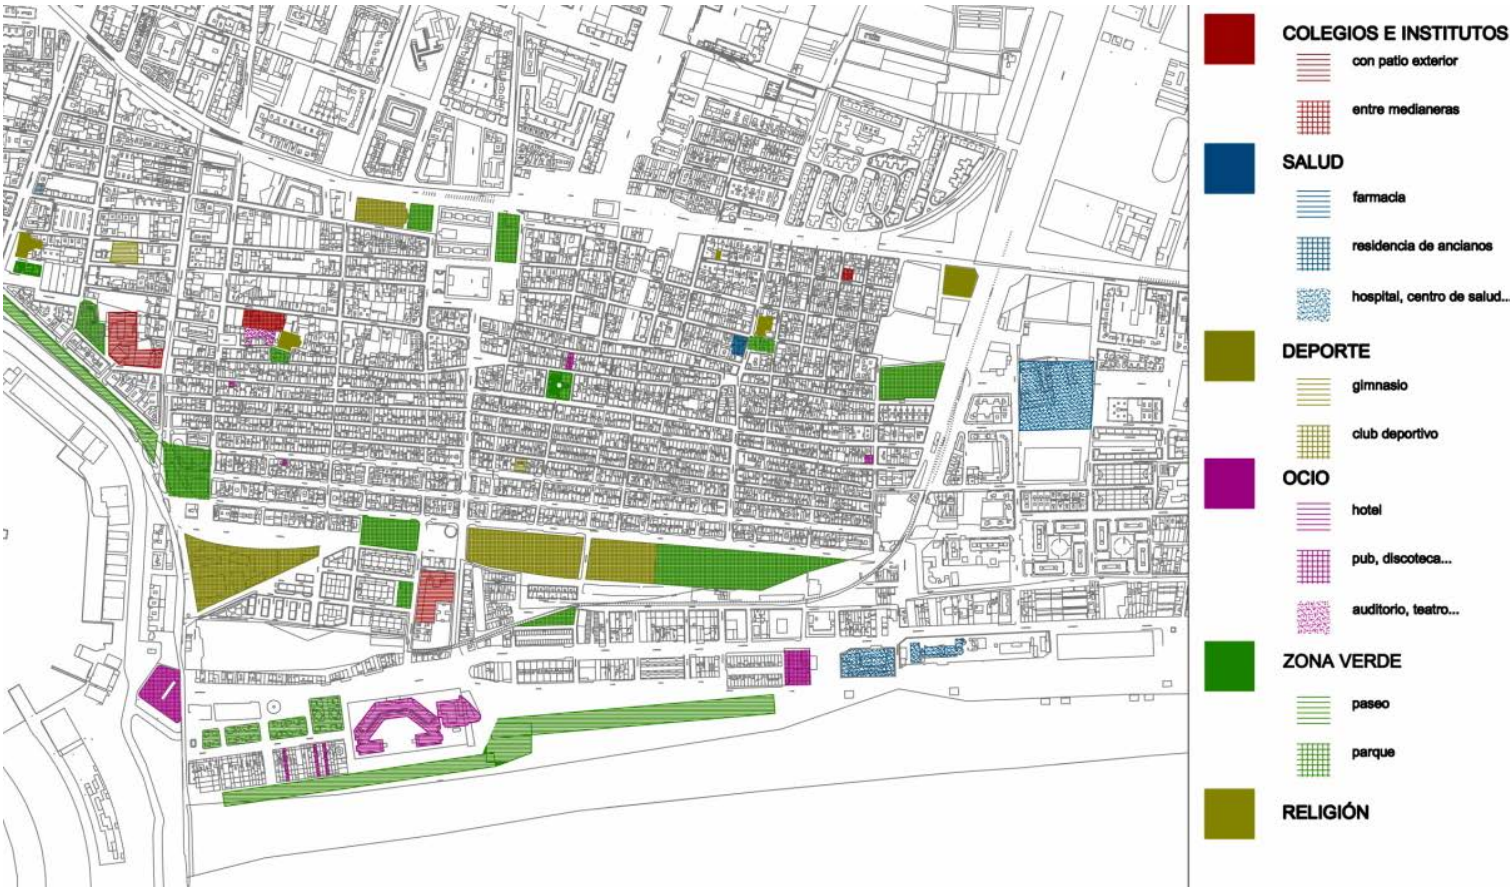 COLEGIOS E INSTITUTOS
con patio exterior
entre medianeras
SALUD
farmacia
residencia de ancianos
hospital, centro de salud...
DEPORTE
gimnasio
club deportivo
OCIO
hotel
pub, discoteca...
auditorio, teatro...
ZONA VERDE
paseo
parque
RELIGIÓN